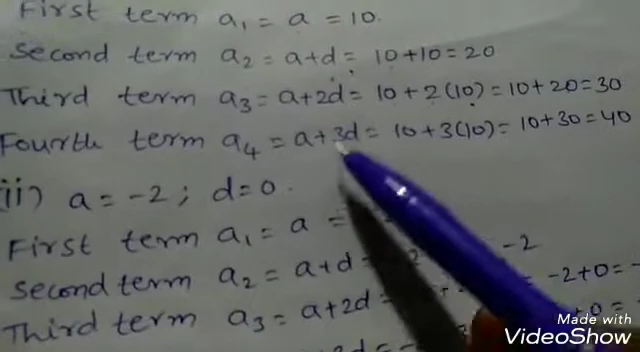 First term a₁ = a = 10.
Second term a₂ = a+d = 10+10 = 20
Third term a₃ = a+2d = 10 + 2(10) = 10+20 = 30
Fourth term a₄ = a+3d = 10+3(10) = 10+30 = 40
(ii) a = -2 ; d = 0.
First term a₁ = a =
Second term a₂ = a+d = -2
Third term a₃ = a+2d = -2+0 = -
Made with
VideoShow